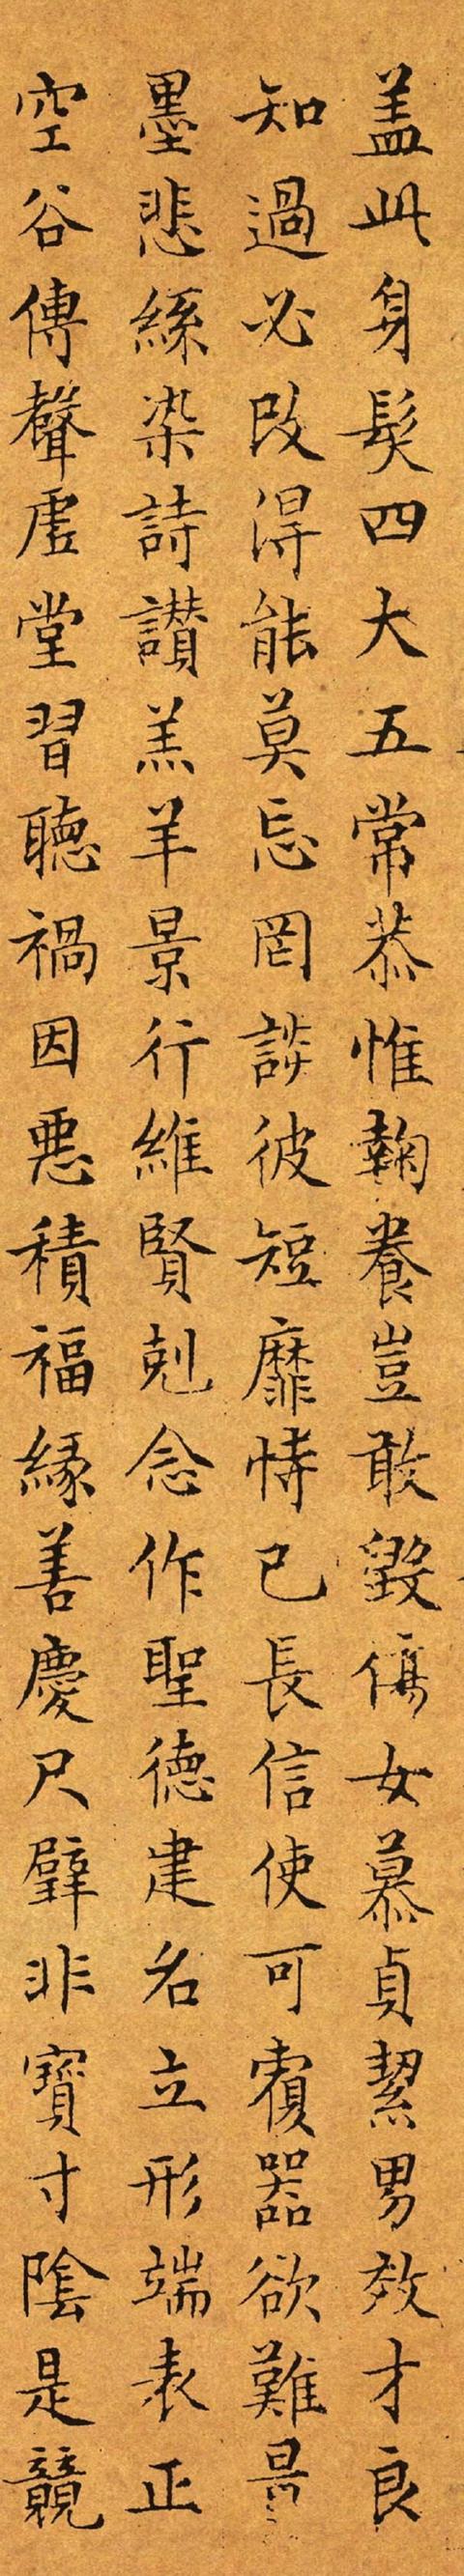 盖此身髮四大五常恭惟鞠養豈敢毀傷女慕貞絜男效才良
知過必改得能莫忘罔談彼短靡恃己長信使可覆器欲難量
墨悲絲染詩讃羔羊景行維賢剋念作聖德建名立形端表正
空谷傳聲虛堂習聽禍因惡積福緣善慶尺璧非寶寸陰是競